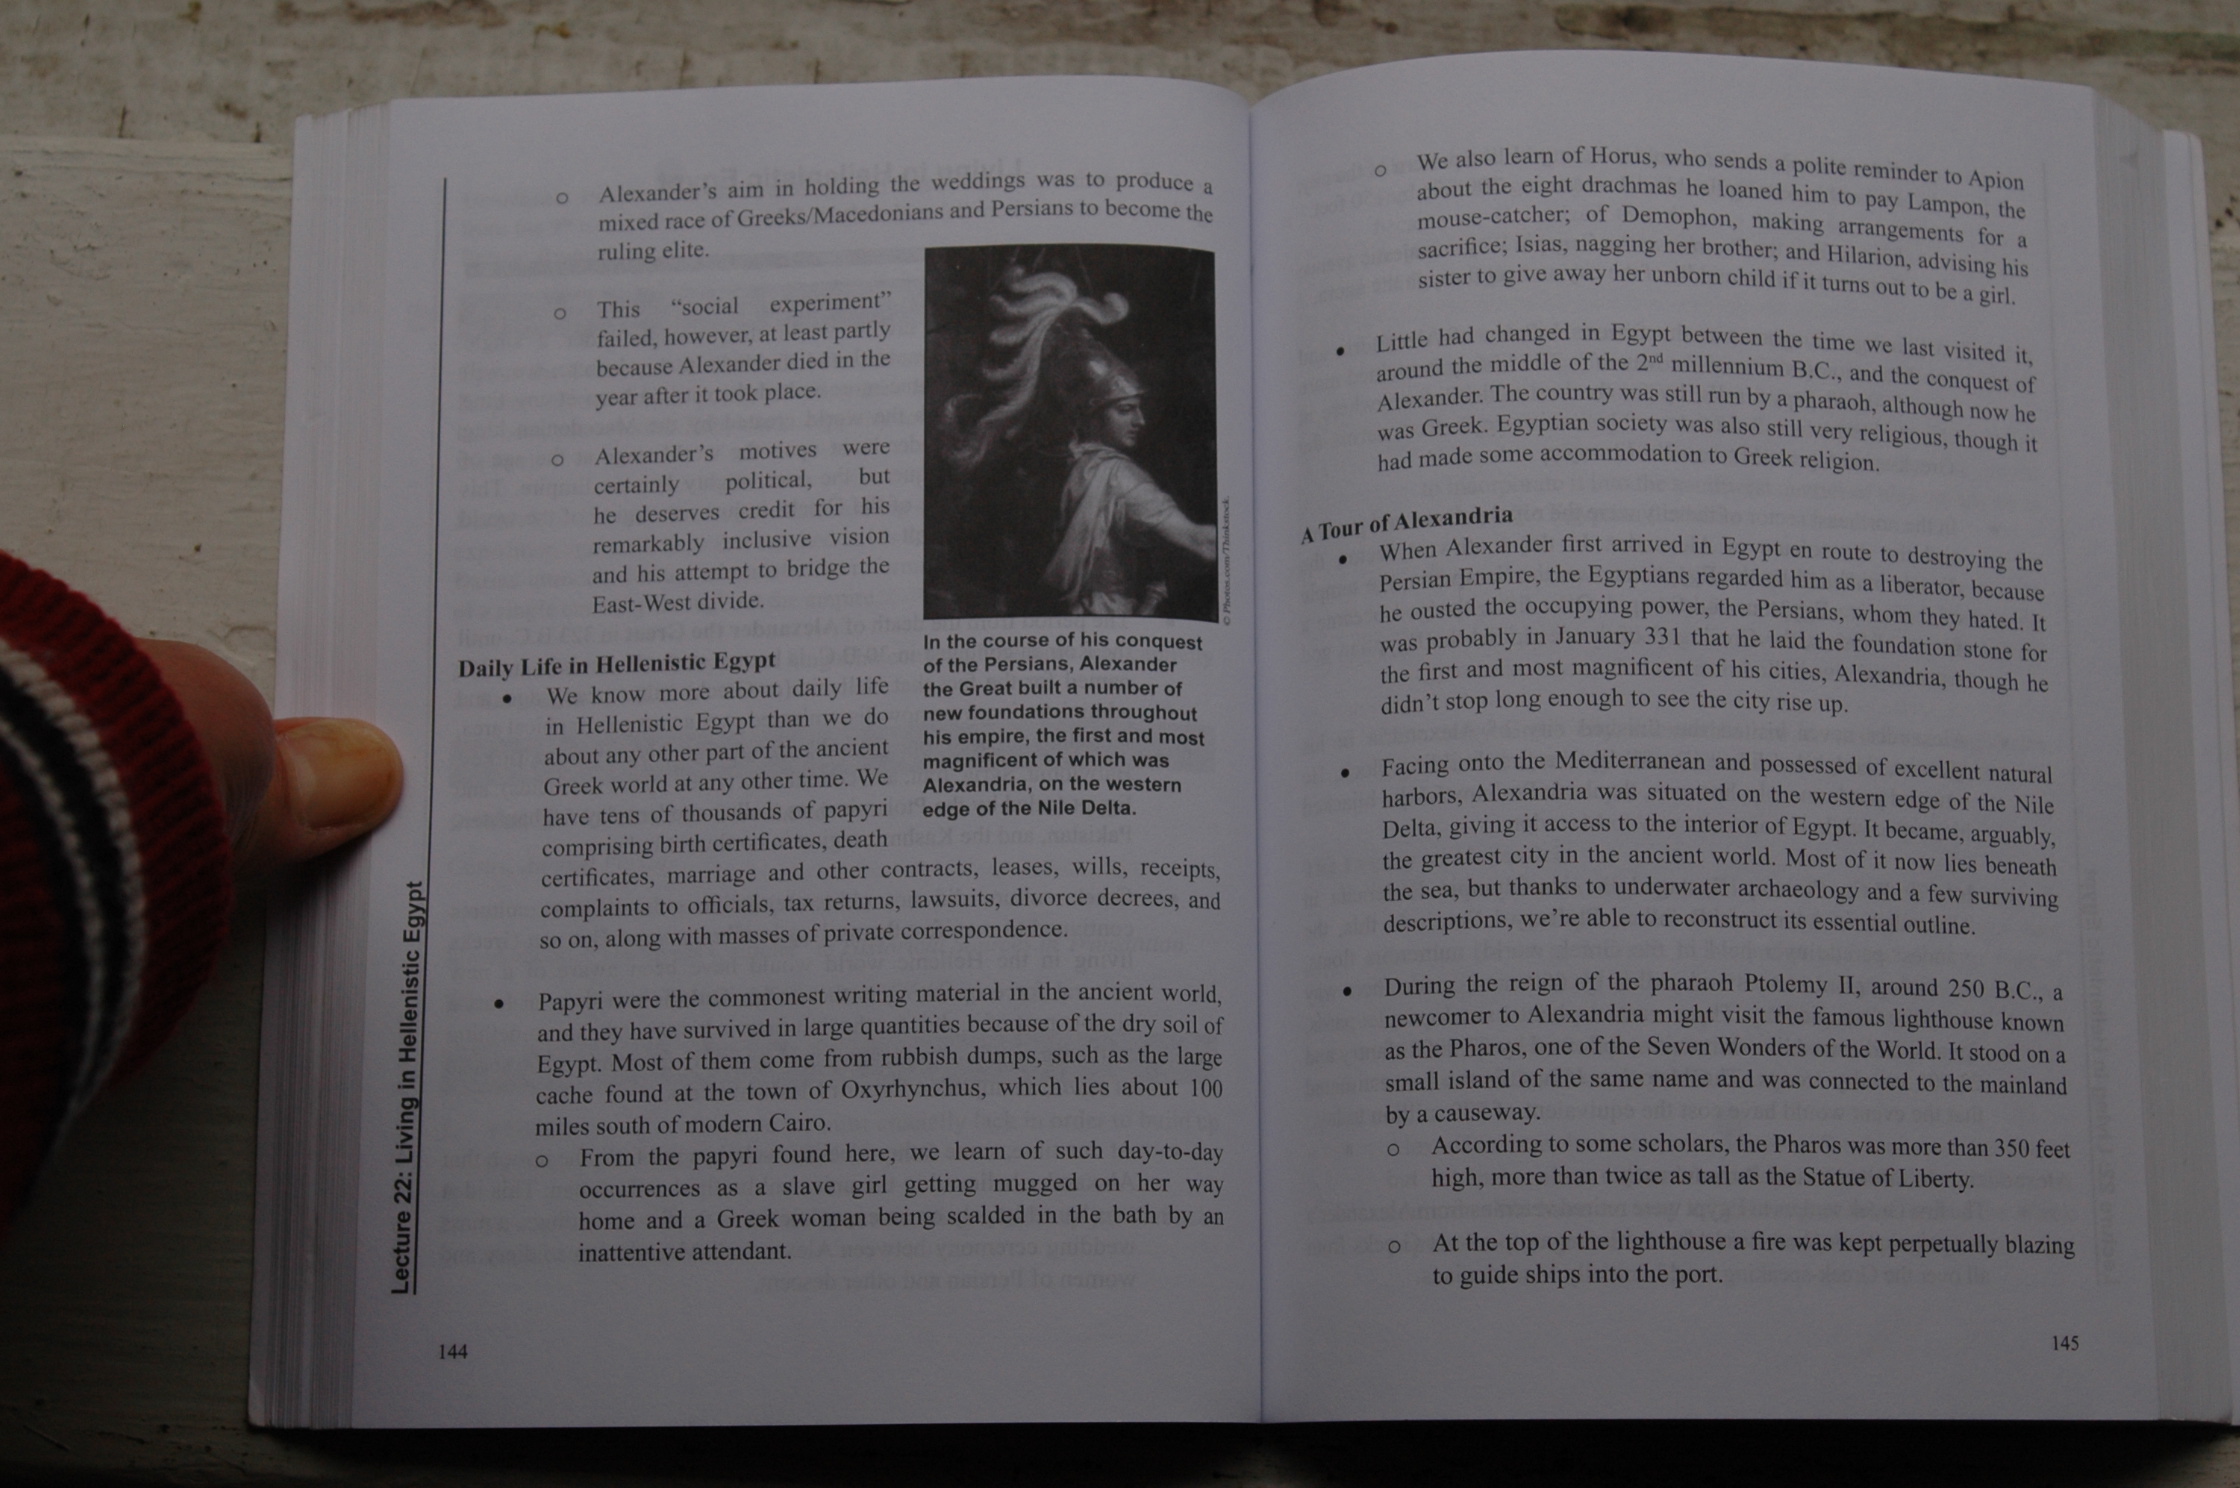 Alexander's aim in holding the weddings was to produce a
mixed race of Greeks/Macedonians and Persians to become the
ruling elite.
This "social experiment"
failed, however, at least partly
because Alexander died in the
year after it took place.
Alexander's motives were
certainly political, but
he deserves credit for his
remarkably inclusive vision
and his attempt to bridge the
East-West divide.
© Photos.com/Thinkstock.
In the course of his conquest
of the Persians, Alexander
the Great built a number of
new foundations throughout
his empire, the first and most
magnificent of which was
Alexandria, on the western
edge of the Nile Delta.
Daily Life in Hellenistic Egypt
• We know more about daily life
in Hellenistic Egypt than we do
about any other part of the ancient
Greek world at any other time. We
have tens of thousands of papyri
comprising birth certificates, death
certificates, marriage and other contracts, leases, wills, receipts,
complaints to officials, tax returns, lawsuits, divorce decrees, and
so on, along with masses of private correspondence.
• Papyri were the commonest writing material in the ancient world,
and they have survived in large quantities because of the dry soil of
Egypt. Most of them come from rubbish dumps, such as the large
cache found at the town of Oxyrhynchus, which lies about 100
miles south of modern Cairo.
From the papyri found here, we learn of such day-to-day
occurrences as a slave girl getting mugged on her way
home and a Greek woman being scalded in the bath by an
inattentive attendant.
Lecture 22: Living in Hellenistic Egypt
144
We also learn of Horus, who sends a polite reminder to Apion
about the eight drachmas he loaned him to pay Lampon, the
mouse-catcher; of Demophon, making arrangements for a
sacrifice; Isias, nagging her brother; and Hilarion, advising his
sister to give away her unborn child if it turns out to be a girl.
• Little had changed in Egypt between the time we last visited it,
around the middle of the 2nd millennium B.C., and the conquest of
Alexander. The country was still run by a pharaoh, although now he
was Greek. Egyptian society was also still very religious, though it
had made some accommodation to Greek religion.
A Tour of Alexandria
• When Alexander first arrived in Egypt en route to destroying the
Persian Empire, the Egyptians regarded him as a liberator, because
he ousted the occupying power, the Persians, whom they hated. It
was probably in January 331 that he laid the foundation stone for
the first and most magnificent of his cities, Alexandria, though he
didn't stop long enough to see the city rise up.
• Facing onto the Mediterranean and possessed of excellent natural
harbors, Alexandria was situated on the western edge of the Nile
Delta, giving it access to the interior of Egypt. It became, arguably,
the greatest city in the ancient world. Most of it now lies beneath
the sea, but thanks to underwater archaeology and a few surviving
descriptions, we're able to reconstruct its essential outline.
• During the reign of the pharaoh Ptolemy II, around 250 B.C., a
newcomer to Alexandria might visit the famous lighthouse known
as the Pharos, one of the Seven Wonders of the World. It stood on a
small island of the same name and was connected to the mainland
by a causeway.
According to some scholars, the Pharos was more than 350 feet
high, more than twice as tall as the Statue of Liberty.
At the top of the lighthouse a fire was kept perpetually blazing
to guide ships into the port.
145